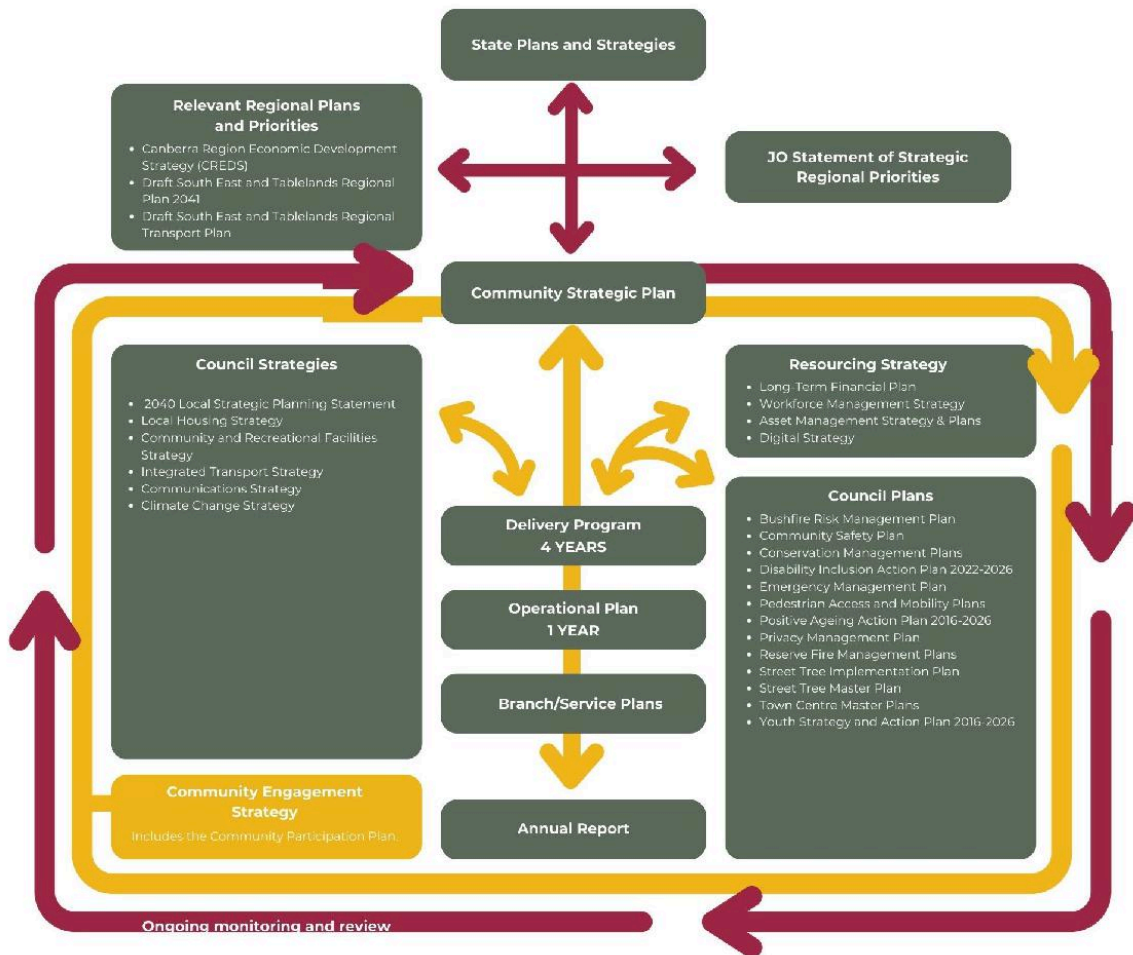 State Plans and Strategies
Relevant Regional Plans
and Priorities
• Canberra Region Economic Development
Strategy (CREDS)
• Draft South East and Tablelands Regional
Plan 2041
• Draft South East and Tablelands Regional
Transport Plan
JO Statement of Strategic
Regional Priorities
Community Strategic Plan
Council Strategies
• 2040 Local Strategic Planning Statement
• Local Housing Strategy
• Community and Recreational Facilities
Strategy
• Integrated Transport Strategy
• Communications Strategy
• Climate Change Strategy
Resourcing Strategy
• Long-Term Financial Plan
• Workforce Management Strategy
• Asset Management Strategy & Plans
• Digital Strategy
Delivery Program
4 YEARS
Operational Plan
1 YEAR
Branch/Service Plans
Annual Report
Council Plans
• Bushfire Risk Management Plan
• Community Safety Plan
• Conservation Management Plans
• Disability Inclusion Action Plan 2022-2026
• Emergency Management Plan
• Pedestrian Access and Mobility Plans
• Positive Ageing Action Plan 2016-2026
• Privacy Management Plan
• Reserve Fire Management Plans
• Street Tree Implementation Plan
• Street Tree Master Plan
• Town Centre Master Plans
• Youth Strategy and Action Plan 2016-2026
Community Engagement
Strategy
Includes the Community Participation Plan.
Ongoing monitoring and review